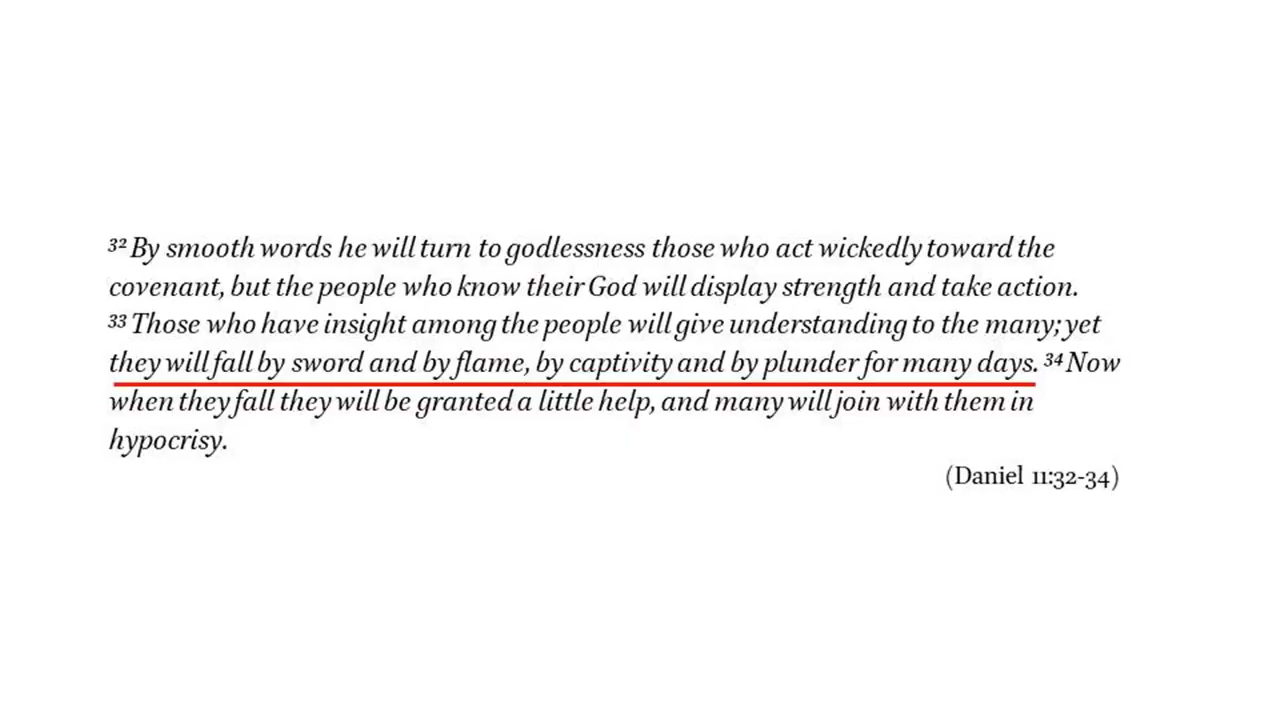 ³² By smooth words he will turn to godlessness those who act wickedly toward the
covenant, but the people who know their God will display strength and take action.
³³ Those who have insight among the people will give understanding to the many; yet
they will fall by sword and by flame, by captivity and by plunder for many days. ³⁴ Now
when they fall they will be granted a little help, and many will join with them in
hypocrisy.
(Daniel 11:32-34)